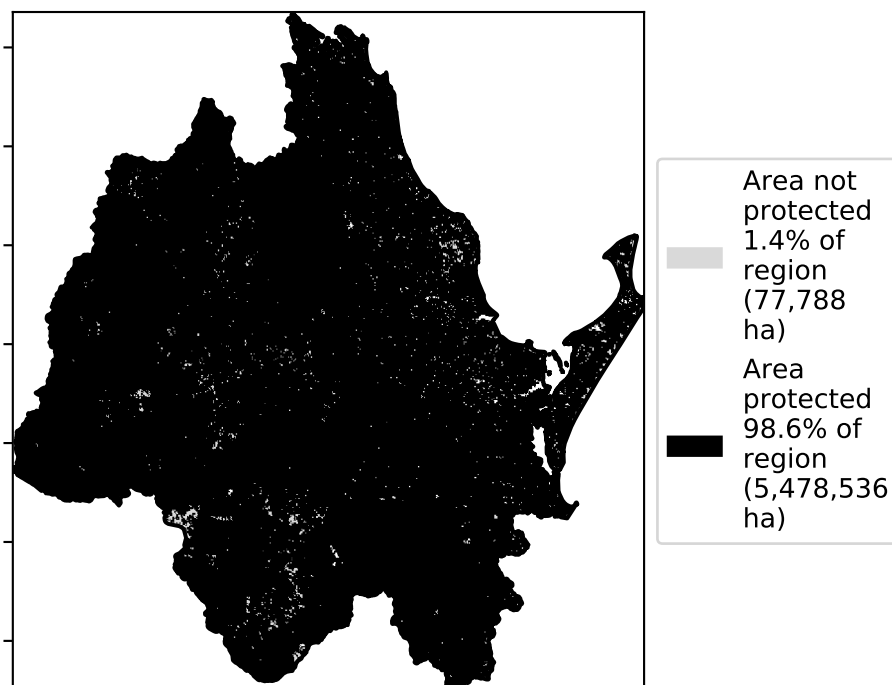 Area not
protected
1.4% of
region
(77,788
ha)
Area
protected
98.6% of
region
(5,478,536
ha)